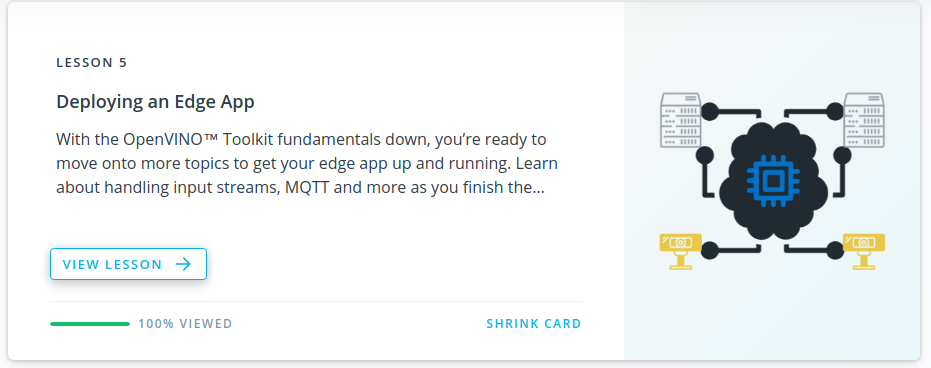 LESSON 5
Deploying an Edge App
With the OpenVINO™ Toolkit fundamentals down, you’re ready to
move onto more topics to get your edge app up and running. Learn
about handling input streams, MQTT and more as you finish the...
VIEW LESSON
100% VIEWED
SHRINK CARD